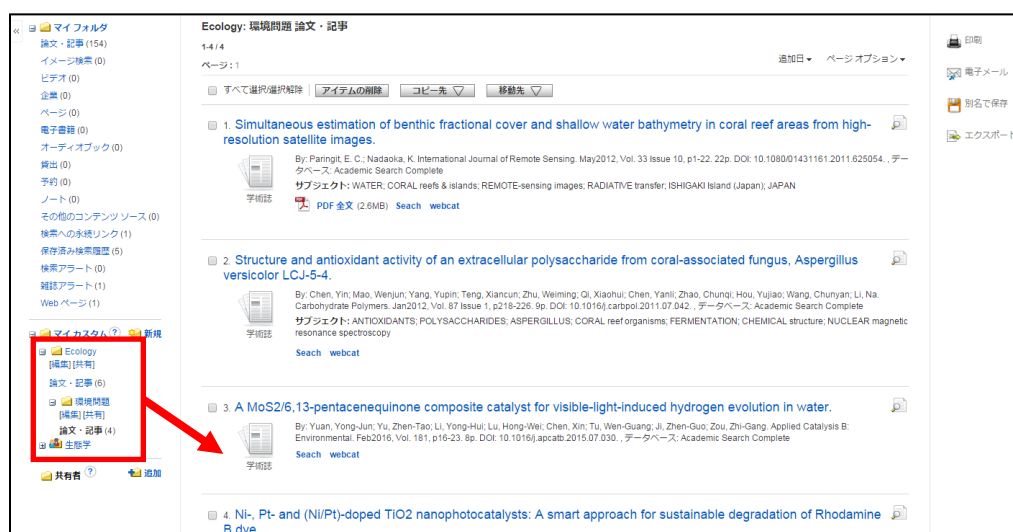 «
マイ フォルダ
論文・記事 (154)
イメージ検索 (0)
ビデオ (0)
企業 (0)
ページ (0)
電子書籍 (0)
オーディオブック (0)
貸出 (0)
予約 (0)
ノート (0)
その他のコンテンツ ソース (0)
検索への永続リンク (1)
保存済み検索履歴 (5)
検索アラート (0)
雑誌アラート (1)
Web ページ (1)
マイ カスタム ? 新規
Ecology
[編集] [共有]
論文・記事 (6)
環境問題
[編集] [共有]
論文・記事 (4)
生態学
共有者 ? 追加
Ecology: 環境問題 論文・記事
1-4 / 4
ページ : 1
追加日 ページ オプション
すべて選択/選択解除 アイテムの削除 コピー先 ▽ 移動先 ▽
1. Simultaneous estimation of benthic fractional cover and shallow water bathymetry in coral reef areas from high-
resolution satellite images.
By: Paringit, E. C.; Nadaoka, K. International Journal of Remote Sensing. May2012, Vol. 33 Issue 10, p1-22. 22p. DOI: 10.1080/01431161.2011.625054. , デー
タベース: Academic Search Complete
サブジェクト: WATER; CORAL reefs & islands; REMOTE-sensing images; RADIATIVE transfer; ISHIGAKI Island (Japan); JAPAN
学術誌
PDF 全文 (2.6MB) Seach webcat
2. Structure and antioxidant activity of an extracellular polysaccharide from coral-associated fungus, Aspergillus
versicolor LCJ-5-4.
By: Chen, Yin; Mao, Wenjun; Yang, Yupin; Teng, Xiancun; Zhu, Weiming; Qi, Xiaohui; Chen, Yanli; Zhao, Chunqi; Hou, Yujiao; Wang, Chunyan; Li, Na.
Carbohydrate Polymers. Jan2012, Vol. 87 Issue 1, p218-226. 9p. DOI: 10.1016/j.carbpol.2011.07.042. , データベース: Academic Search Complete
サブジェクト: ANTIOXIDANTS; POLYSACCHARIDES; ASPERGILLUS; CORAL reef organisms; FERMENTATION; CHEMICAL structure; NUCLEAR magnetic
resonance spectroscopy
学術誌
Seach webcat
3. A MoS2/6,13-pentacenequinone composite catalyst for visible-light-induced hydrogen evolution in water.
By: Yuan, Yong-Jun; Yu, Zhen-Tao; Li, Yong-Hui; Lu, Hong-Wei; Chen, Xin; Tu, Wen-Guang; Ji, Zhen-Guo; Zou, Zhi-Gang. Applied Catalysis B:
Environmental. Feb2016, Vol. 181, p16-23. 8p. DOI: 10.1016/j.apcatb.2015.07.030. , データベース: Academic Search Complete
Seach webcat
学術誌
4. Ni-, Pt- and (Ni/Pt)-doped TiO2 nanophotocatalysts: A smart approach for sustainable degradation of Rhodamine
B dye
印刷
電子メール
別名で保存
エクスポート